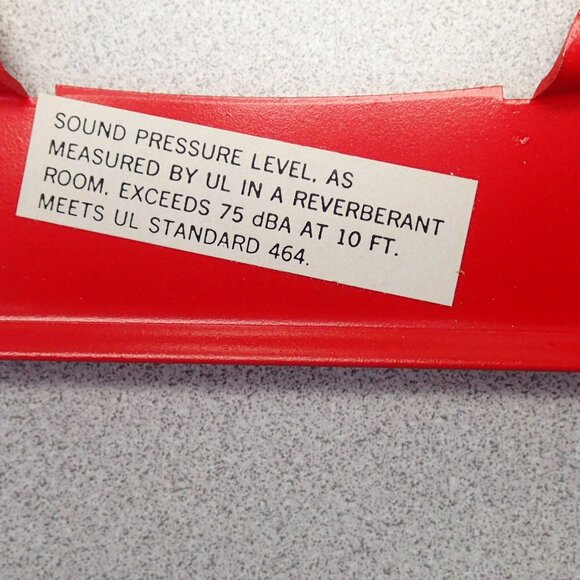 SOUND PRESSURE LEVEL, AS
MEASURED BY UL IN A REVERBERANT
ROOM, EXCEEDS 75 dBA AT 10 FT.
MEETS UL STANDARD 464.